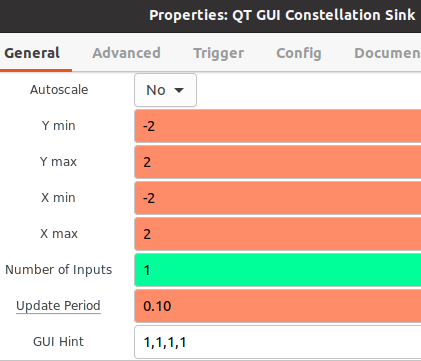 Properties: QT GUI Constellation Sink
General Advanced Trigger Config Documen
Autoscale No
Y min -2
Y max 2
X min -2
X max 2
Number of Inputs 1
Update Period 0.10
GUI Hint 1,1,1,1